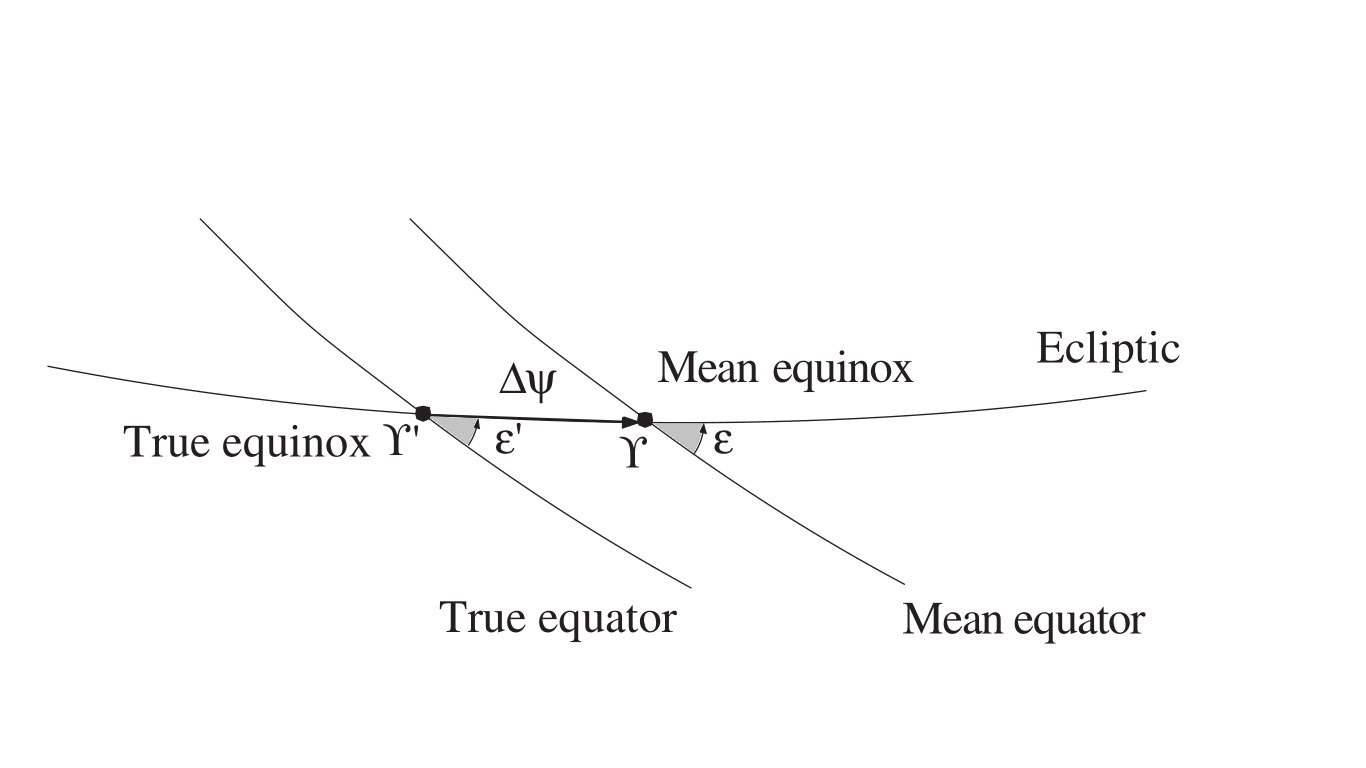 Ecliptic
Mean equinox
Δψ
True equinox ϒ' ε' ϒ ε
True equator
Mean equator